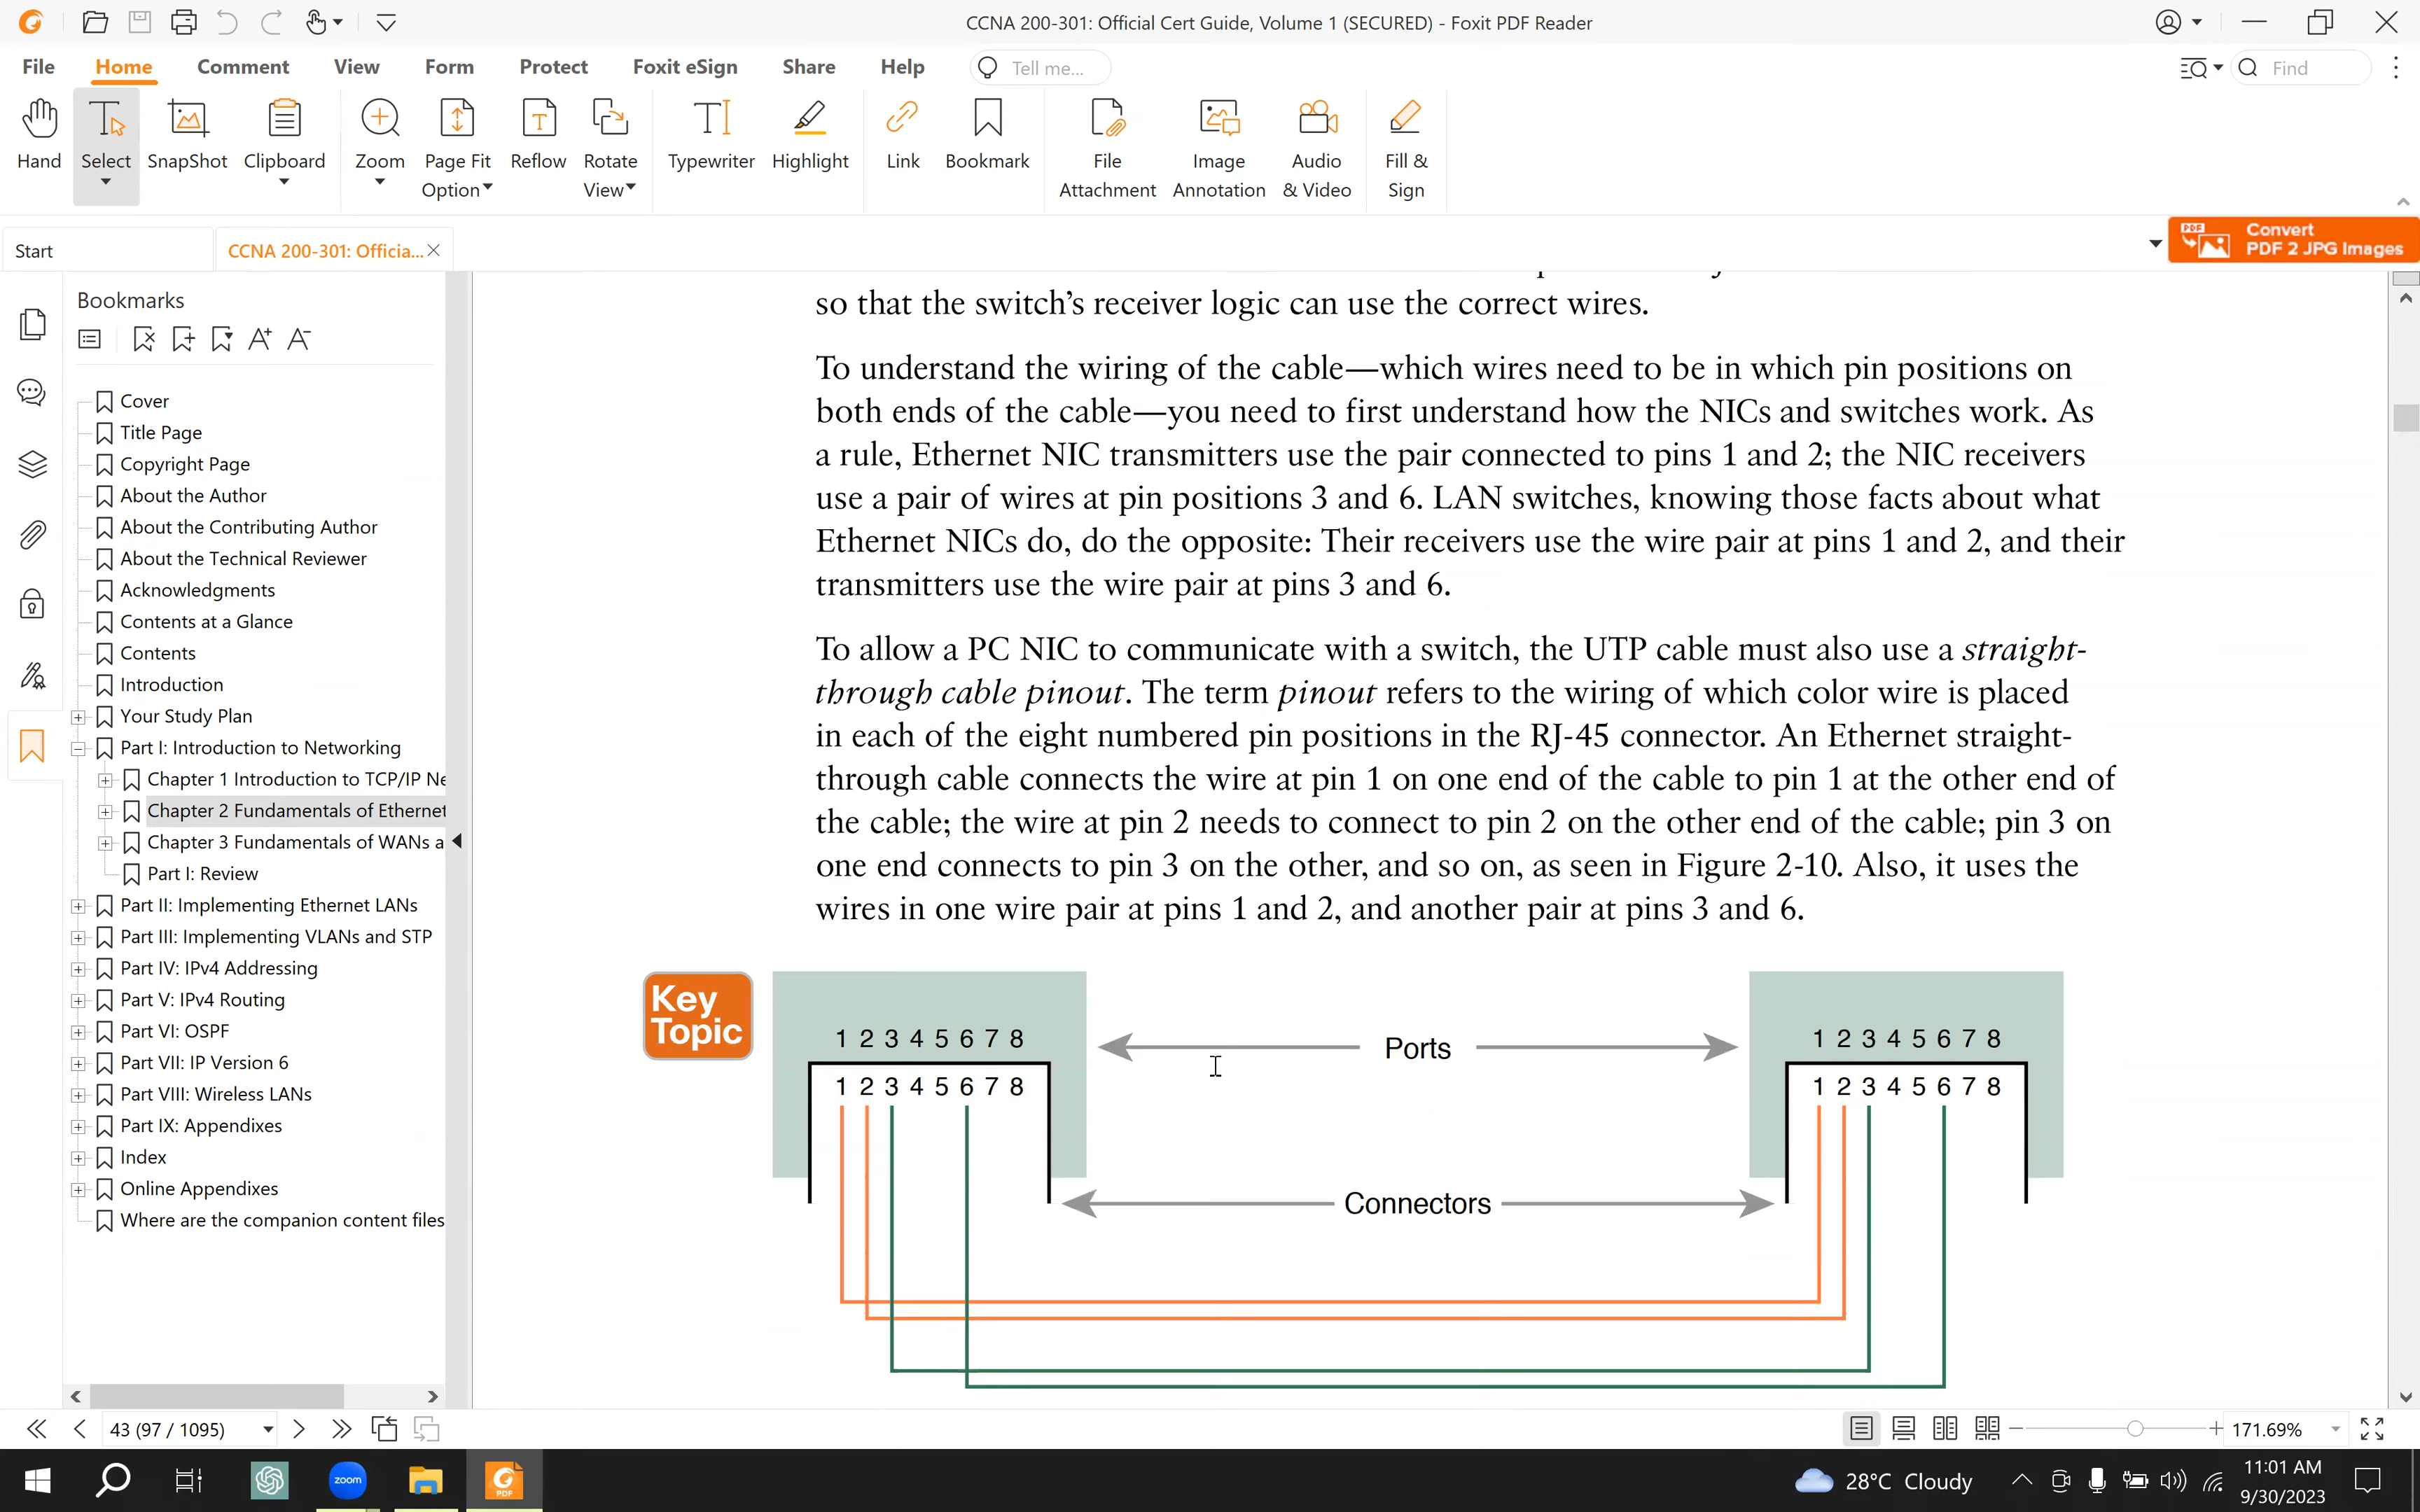 CCNA 200-301: Official Cert Guide, Volume 1 (SECURED) - Foxit PDF Reader
File Home Comment View Form Protect Foxit eSign Share Help Tell me... Find
Hand Select SnapShot Clipboard Zoom Page Fit Option Reflow Rotate View Typewriter Highlight Link Bookmark File Attachment Image Annotation Audio & Video Fill & Sign
Start CCNA 200-301: Officia...
PDF Convert
PDF 2 JPG Images
Bookmarks
Cover
Title Page
Copyright Page
About the Author
About the Contributing Author
About the Technical Reviewer
Acknowledgments
Contents at a Glance
Contents
Introduction
Your Study Plan
Part I: Introduction to Networking
Chapter 1 Introduction to TCP/IP Ne
Chapter 2 Fundamentals of Ethernet
Chapter 3 Fundamentals of WANs a
Part I: Review
Part II: Implementing Ethernet LANs
Part III: Implementing VLANs and STP
Part IV: IPv4 Addressing
Part V: IPv4 Routing
Part VI: OSPF
Part VII: IP Version 6
Part VIII: Wireless LANs
Part IX: Appendixes
Index
Online Appendixes
Where are the companion content files
so that the switch's receiver logic can use the correct wires.
To understand the wiring of the cable—which wires need to be in which pin positions on
both ends of the cable—you need to first understand how the NICs and switches work. As
a rule, Ethernet NIC transmitters use the pair connected to pins 1 and 2; the NIC receivers
use a pair of wires at pin positions 3 and 6. LAN switches, knowing those facts about what
Ethernet NICs do, do the opposite: Their receivers use the wire pair at pins 1 and 2, and their
transmitters use the wire pair at pins 3 and 6.
To allow a PC NIC to communicate with a switch, the UTP cable must also use a straight-
through cable pinout. The term pinout refers to the wiring of which color wire is placed
in each of the eight numbered pin positions in the RJ-45 connector. An Ethernet straight-
through cable connects the wire at pin 1 on one end of the cable to pin 1 at the other end of
the cable; the wire at pin 2 needs to connect to pin 2 on the other end of the cable; pin 3 on
one end connects to pin 3 on the other, and so on, as seen in Figure 2-10. Also, it uses the
wires in one wire pair at pins 1 and 2, and another pair at pins 3 and 6.
Key
Topic
1 2 3 4 5 6 7 8 Ports 1 2 3 4 5 6 7 8
1 2 3 4 5 6 7 8 1 2 3 4 5 6 7 8
Connectors
43 (97 / 1095) 171.69%
zoom PDF 28°C Cloudy 11:01 AM
9/30/2023